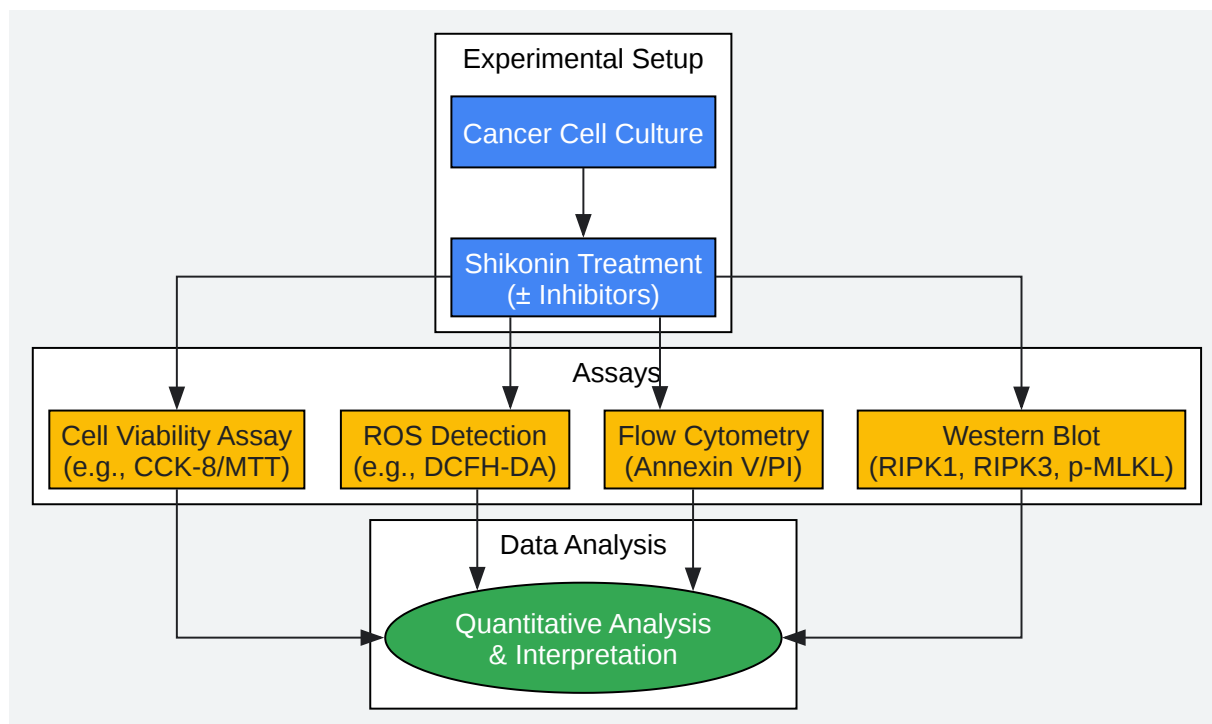 Experimental Setup
Cancer Cell Culture
Shikonin Treatment
(± Inhibitors)
Assays
Cell Viability Assay
(e.g., CCK-8/MTT)
ROS Detection
(e.g., DCFH-DA)
Flow Cytometry
(Annexin V/PI)
Western Blot
(RIPK1, RIPK3, p-MLKL)
Data Analysis
Quantitative Analysis
& Interpretation